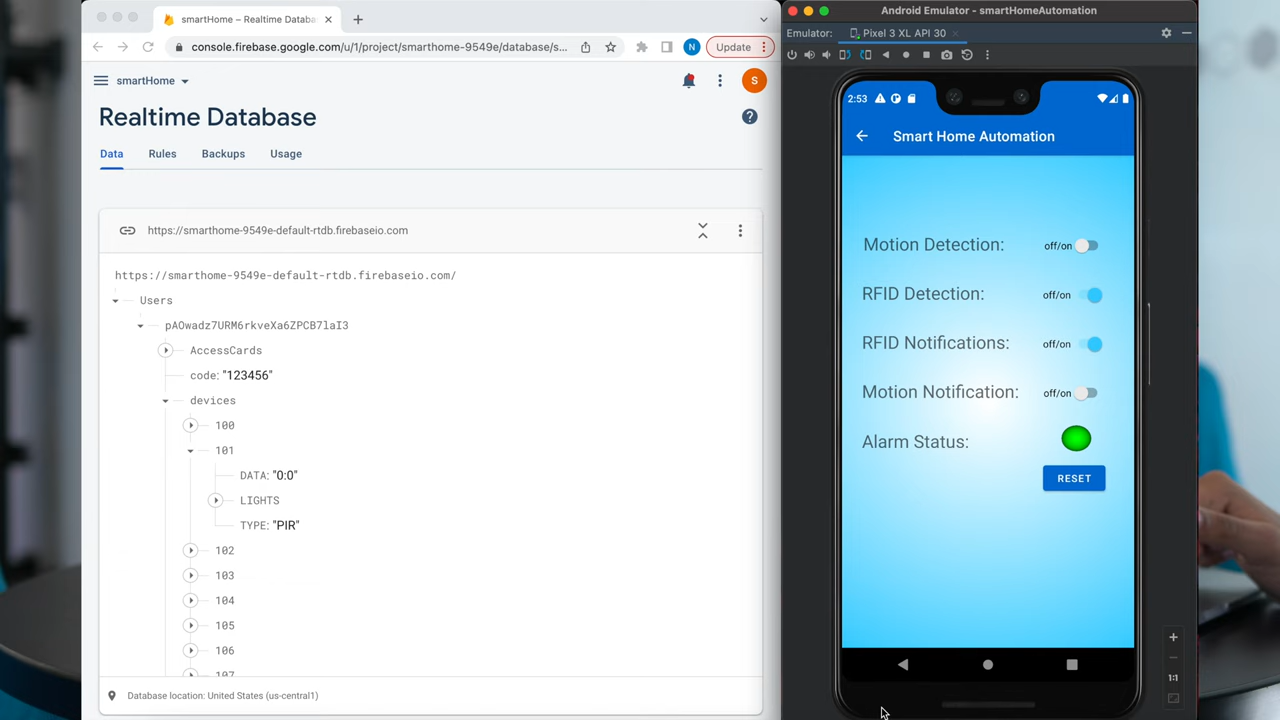 smartHome – Realtime Databa
console.firebase.google.com/u/1/project/smarthome-9549e/database/s...
N
Update
smartHome
S
Realtime Database
?
Data
Rules
Backups
Usage
https://smarthome-9549e-default-rtdb.firebaseio.com
https://smarthome-9549e-default-rtdb.firebaseio.com/
Users
pAOwadz7URM6rkveXa6ZPCB7laI3
AccessCards
code: "123456"
devices
100
101
DATA: "0:0"
LIGHTS
TYPE: "PIR"
102
103
104
105
106
107
Database location: United States (us-central1)
Android Emulator - smartHomeAutomation
Emulator:
Pixel 3 XL API 30
2:53
Smart Home Automation
Motion Detection:
off/on
RFID Detection:
off/on
RFID Notifications:
off/on
Motion Notification:
off/on
Alarm Status:
RESET
1:1